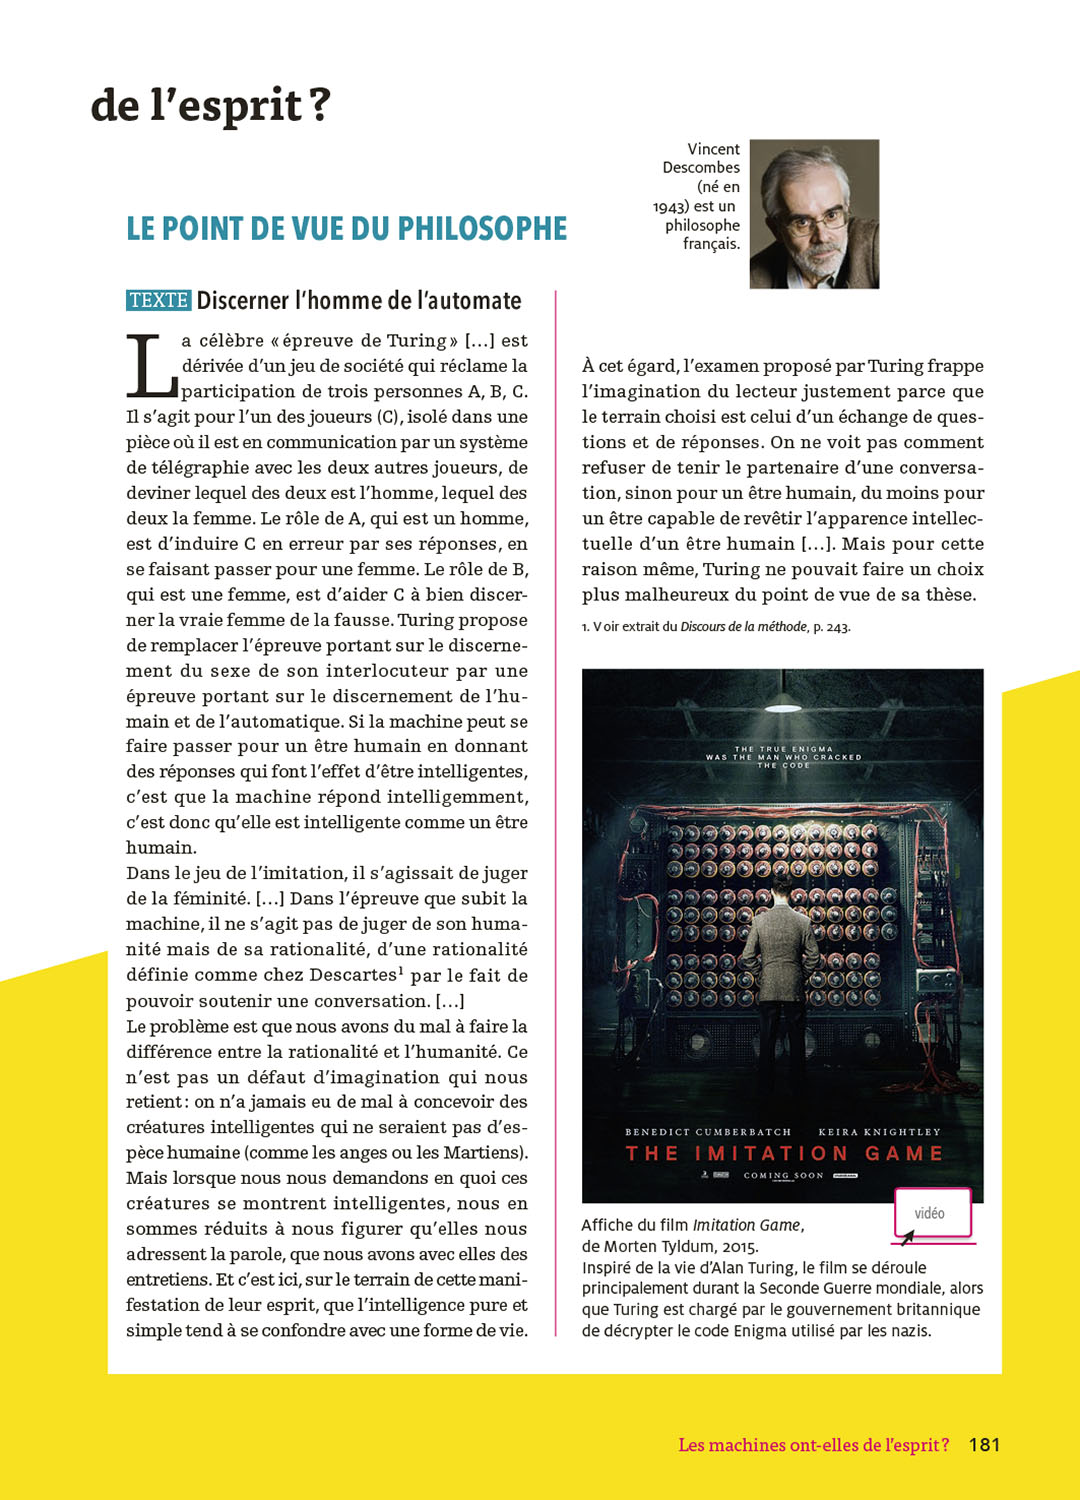 de l’esprit ?
Vincent
Descombes
(né en
1943) est un
philosophe
français.
LE POINT DE VUE DU PHILOSOPHE
TEXTE Discerner l’homme de l’automate
La célèbre « épreuve de Turing » [...] est
dérivée d’un jeu de société qui réclame la
participation de trois personnes A, B, C.
Il s’agit pour l’un des joueurs (C), isolé dans une
pièce où il est en communication par un système
de télégraphie avec les deux autres joueurs, de
deviner lequel des deux est l’homme, lequel des
deux la femme. Le rôle de A, qui est un homme,
est d’induire C en erreur par ses réponses, en
se faisant passer pour une femme. Le rôle de B,
qui est une femme, est d’aider C à bien discer-
ner la vraie femme de la fausse. Turing propose
de remplacer l’épreuve portant sur le discerne-
ment du sexe de son interlocuteur par une
épreuve portant sur le discernement de l’hu-
main et de l’automatique. Si la machine peut se
faire passer pour un être humain en donnant
des réponses qui font l’effet d’être intelligentes,
c’est que la machine répond intelligemment,
c’est donc qu’elle est intelligente comme un être
humain.
Dans le jeu de l’imitation, il s’agissait de juger
de la féminité. [...] Dans l’épreuve que subit la
machine, il ne s’agit pas de juger de son huma-
nité mais de sa rationalité, d’une rationalité
définie comme chez Descartes¹ par le fait de
pouvoir soutenir une conversation. [...]
Le problème est que nous avons du mal à faire la
différence entre la rationalité et l’humanité. Ce
n’est pas un défaut d’imagination qui nous
retient : on n’a jamais eu de mal à concevoir des
créatures intelligentes qui ne seraient pas d’es-
pèce humaine (comme les anges ou les Martiens).
Mais lorsque nous nous demandons en quoi ces
créatures se montrent intelligentes, nous en
sommes réduits à nous figurer qu’elles nous
adressent la parole, que nous avons avec elles des
entretiens. Et c’est ici, sur le terrain de cette mani-
festation de leur esprit, que l’intelligence pure et
simple tend à se confondre avec une forme de vie.
À cet égard, l’examen proposé par Turing frappe
l’imagination du lecteur justement parce que
le terrain choisi est celui d’un échange de ques-
tions et de réponses. On ne voit pas comment
refuser de tenir le partenaire d’une conversa-
tion, sinon pour un être humain, du moins pour
un être capable de revêtir l’apparence intellec-
tuelle d’un être humain [...]. Mais pour cette
raison même, Turing ne pouvait faire un choix
plus malheureux du point de vue de sa thèse.
1. Voir extrait du Discours de la méthode, p. 243.
THE TRUE ENIGMA
WAS THE MAN WHO CRACKED
THE CODE
BENEDICT CUMBERBATCH KEIRA KNIGHTLEY
THE IMITATION GAME
COMING SOON
vidéo
Affiche du film Imitation Game,
de Morten Tyldum, 2015.
Inspiré de la vie d’Alan Turing, le film se déroule
principalement durant la Seconde Guerre mondiale, alors
que Turing est chargé par le gouvernement britannique
de décrypter le code Enigma utilisé par les nazis.
Les machines ont-elles de l’esprit ? 181